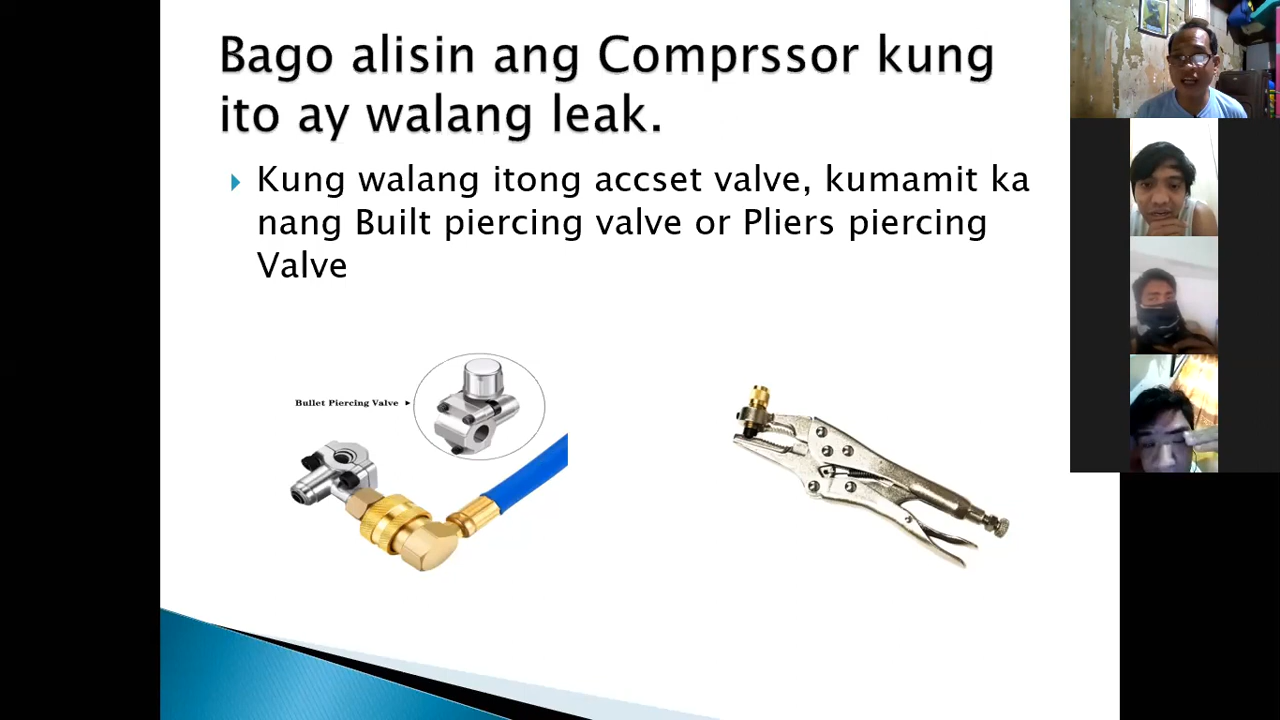 Bago alisin ang Comprssor kung
ito ay walang leak.
Kung walang itong accset valve, kumamit ka
nang Built piercing valve or Pliers piercing
Valve
Bullet Piercing Valve